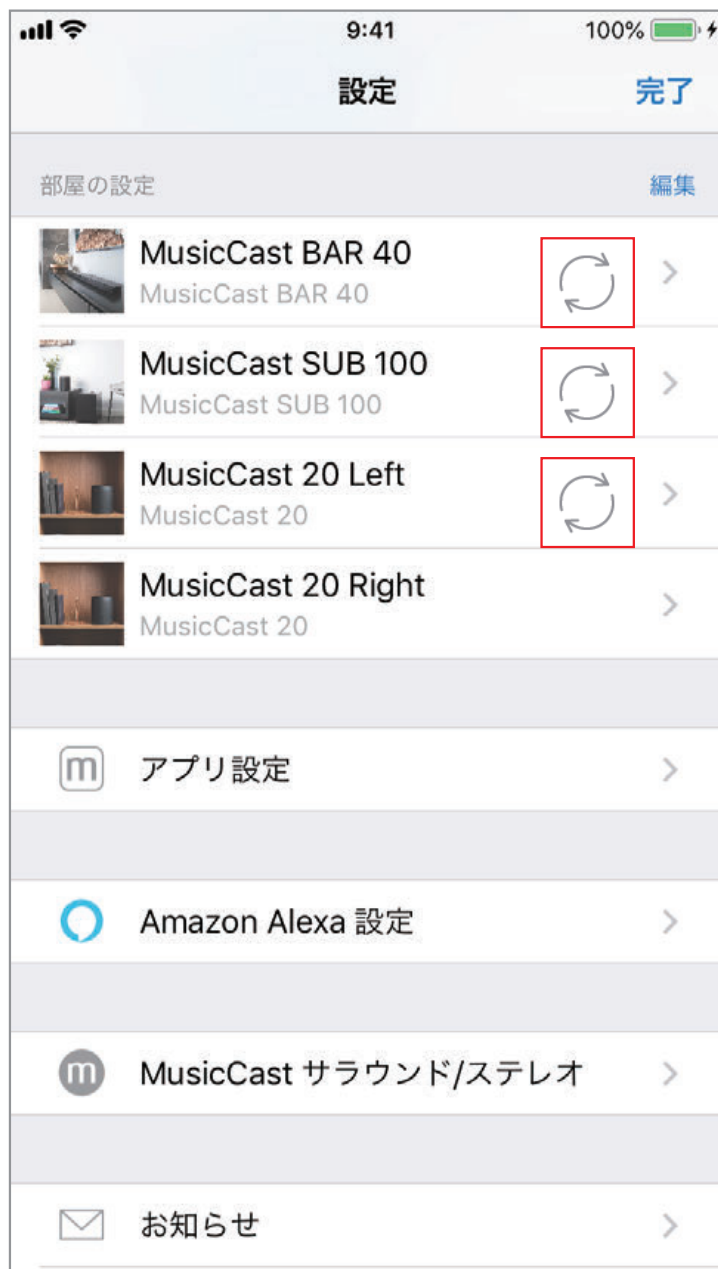 9:41
100%
設定
完了
部屋の設定
編集
MusicCast BAR 40
MusicCast BAR 40
MusicCast SUB 100
MusicCast SUB 100
MusicCast 20 Left
MusicCast 20
MusicCast 20 Right
MusicCast 20
m アプリ設定
Amazon Alexa 設定
m MusicCast サラウンド/ステレオ
お知らせ